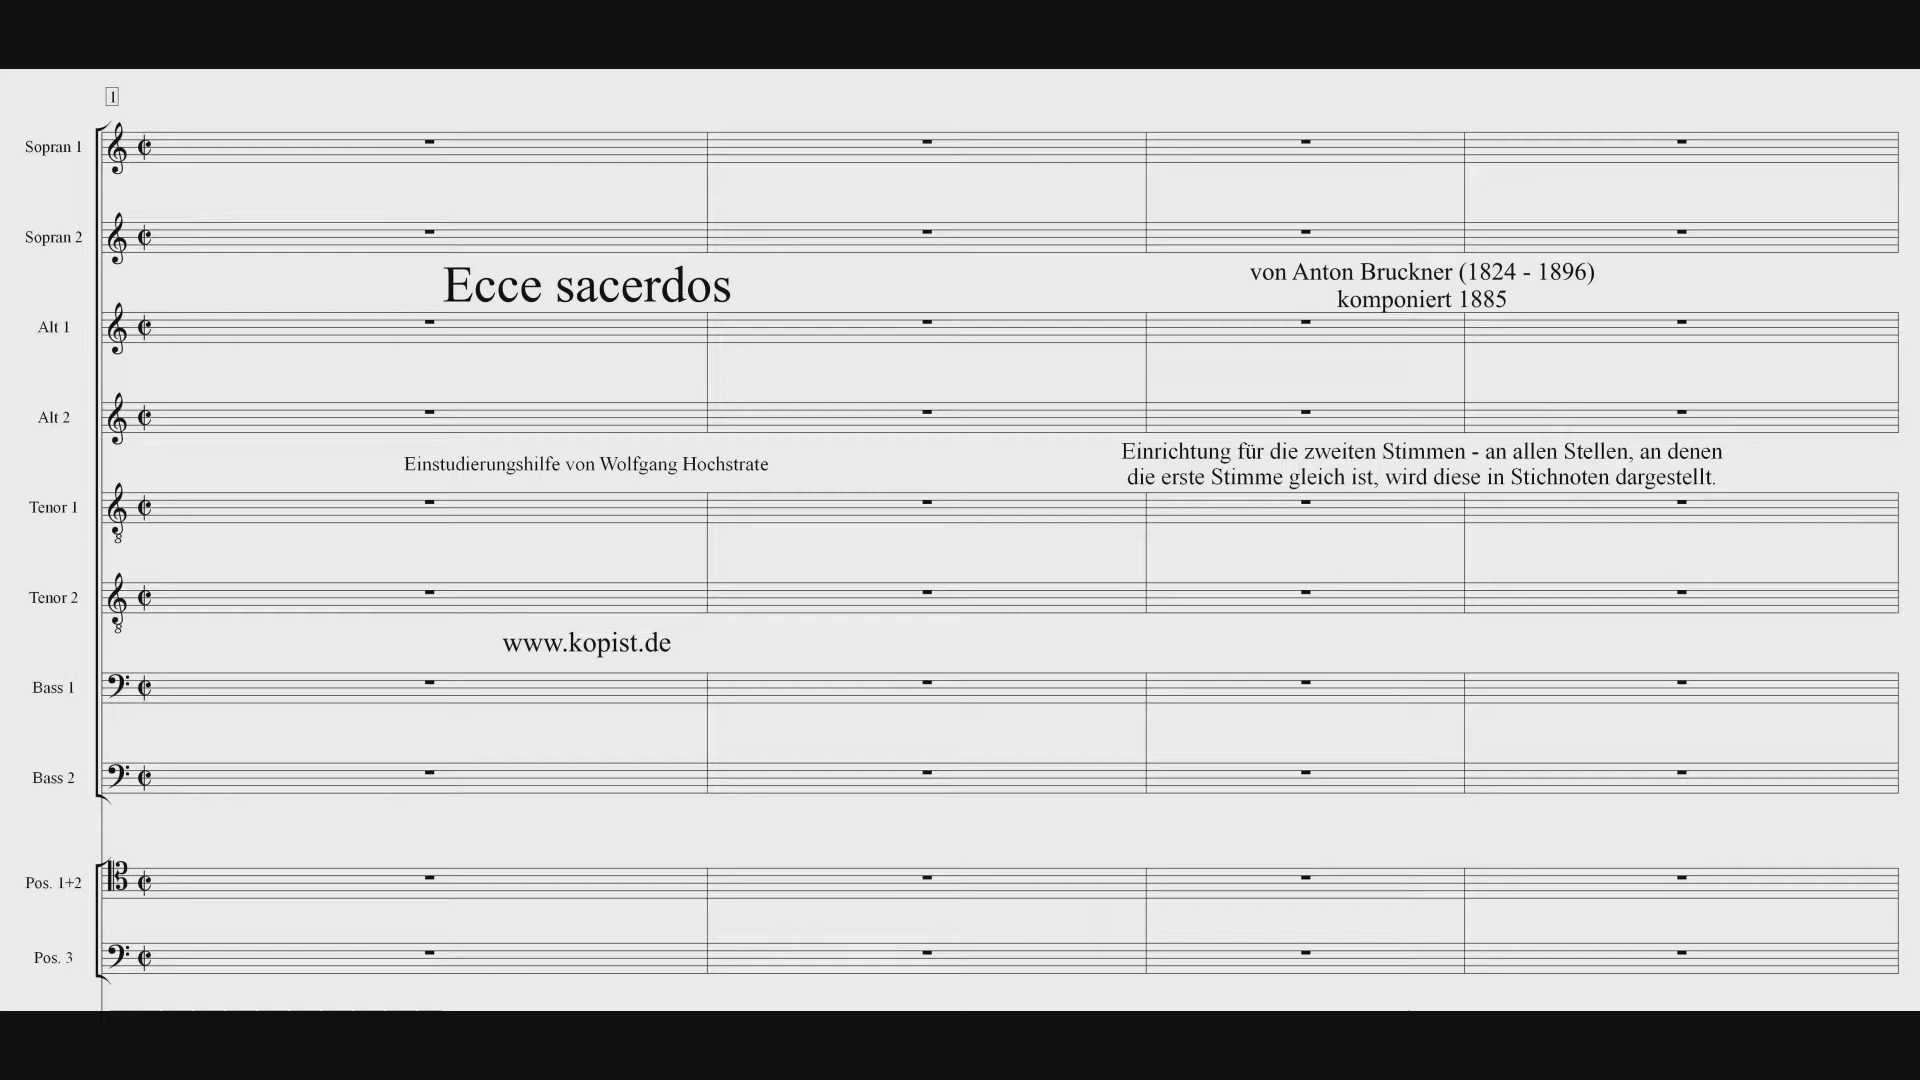 1
Sopran 1
Sopran 2
Ecce sacerdos
von Anton Bruckner (1824 - 1896)
komponiert 1885
Alt 1
Alt 2
Einstudierungshilfe von Wolfgang Hochstrate
Einrichtung für die zweiten Stimmen - an allen Stellen, an denen
die erste Stimme gleich ist, wird diese in Stichnoten dargestellt.
Tenor 1
8
Tenor 2
8
www.kopist.de
Bass 1
Bass 2
Pos. 1+2
Pos. 3